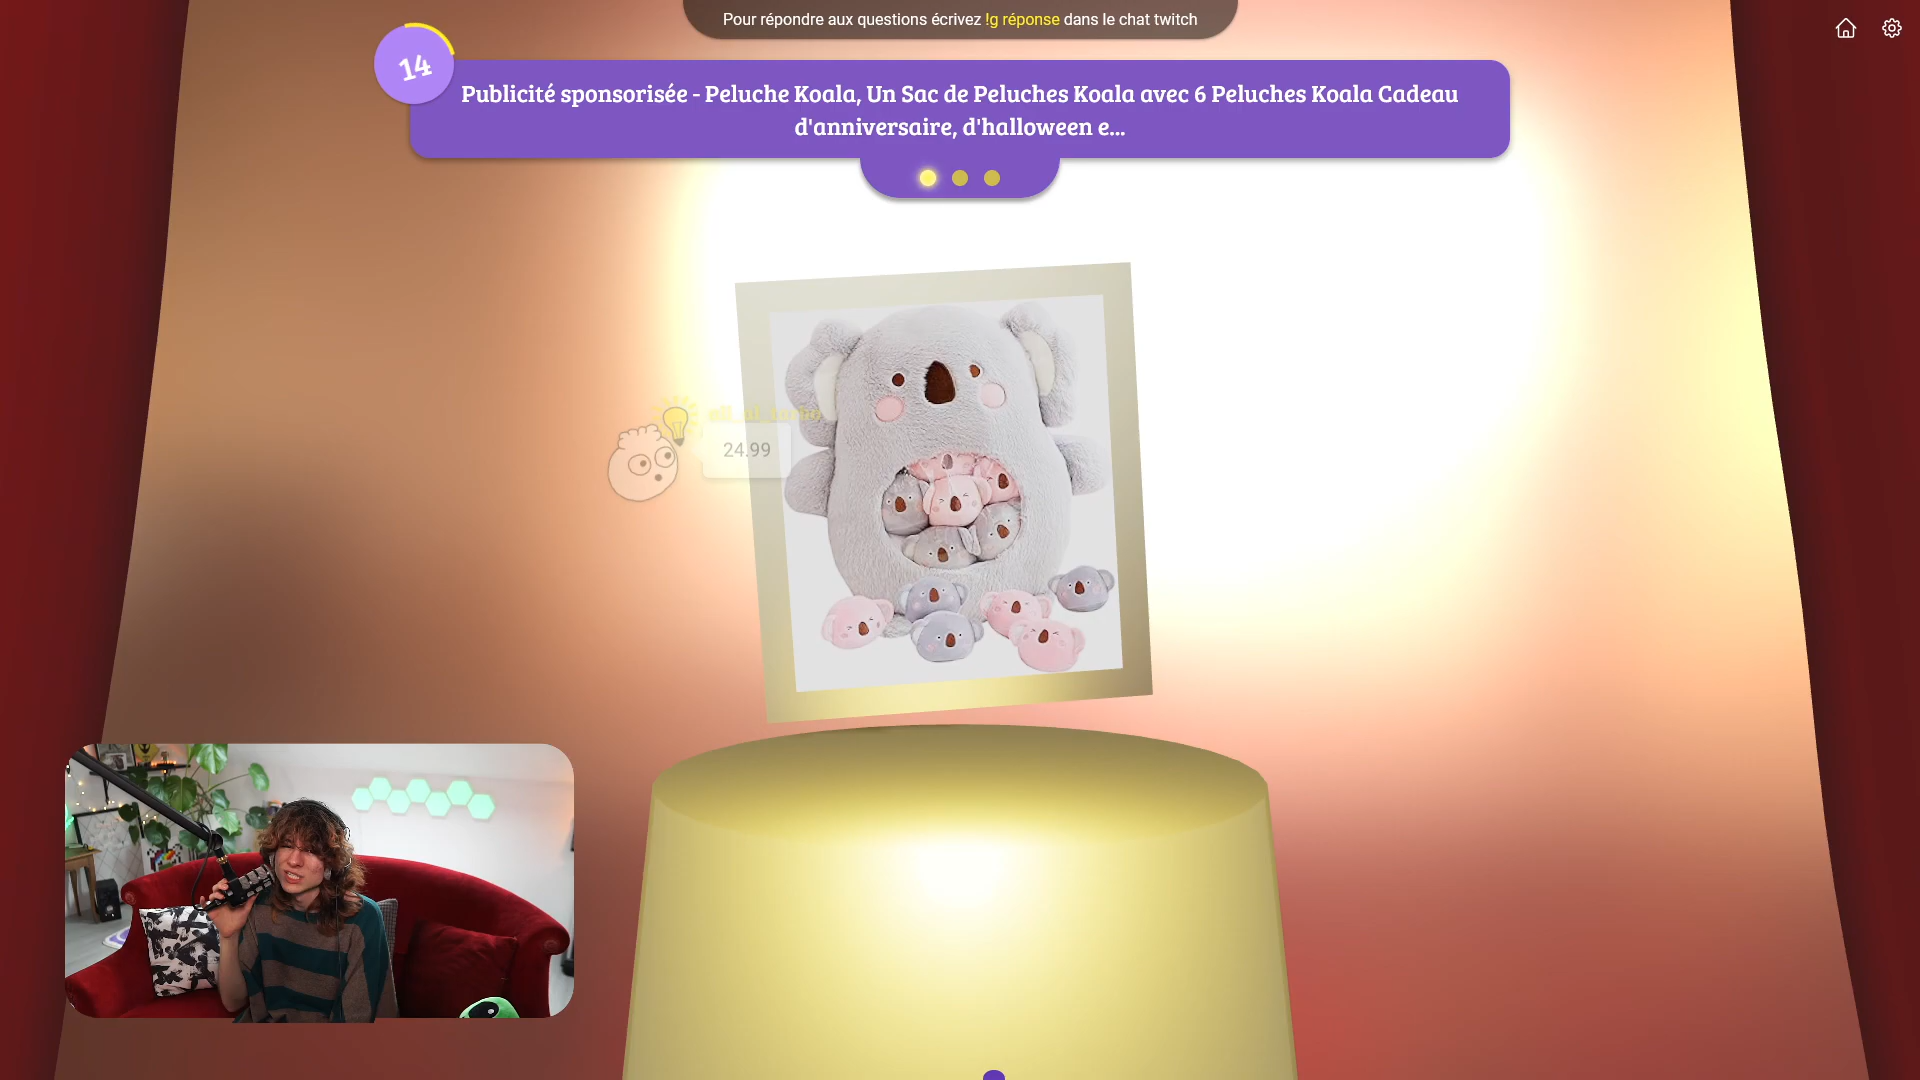 Pour répondre aux questions écrivez !g réponse dans le chat twitch
14
Publicité sponsorisée - Peluche Koala, Un Sac de Peluches Koala avec 6 Peluches Koala Cadeau
d'anniversaire, d'halloween e...
24.99